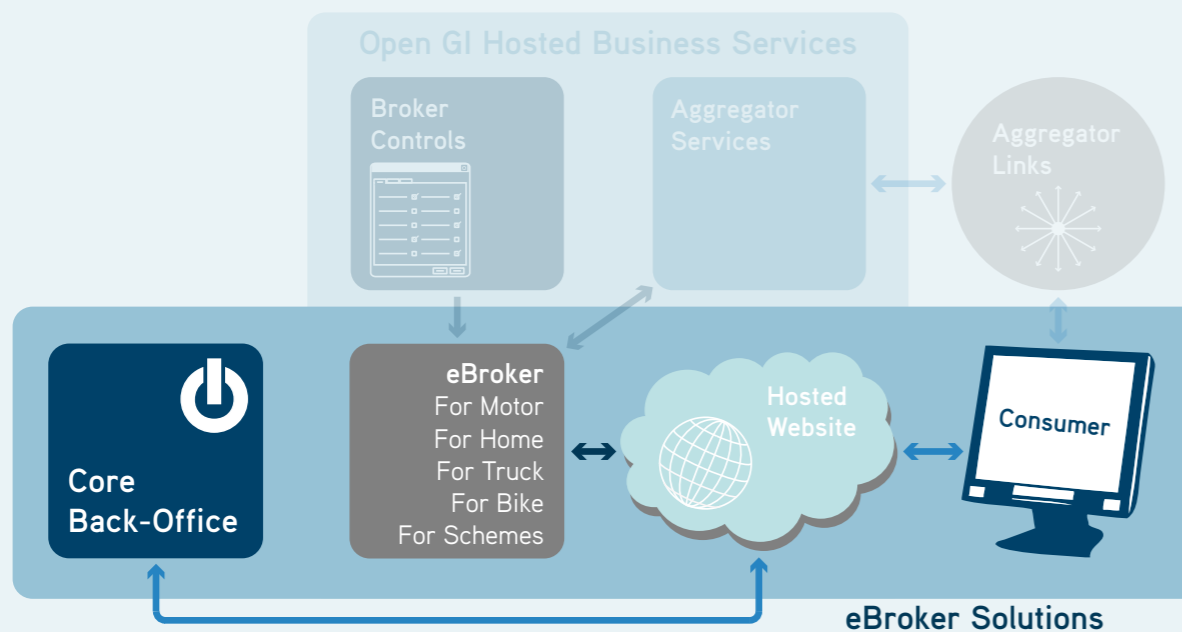 Open GI Hosted Business Services
Broker
Controls
Aggregator
Services
Aggregator
Links
Core
Back-Office
eBroker
For Motor
For Home
For Truck
For Bike
For Schemes
Hosted
Website
Consumer
eBroker Solutions